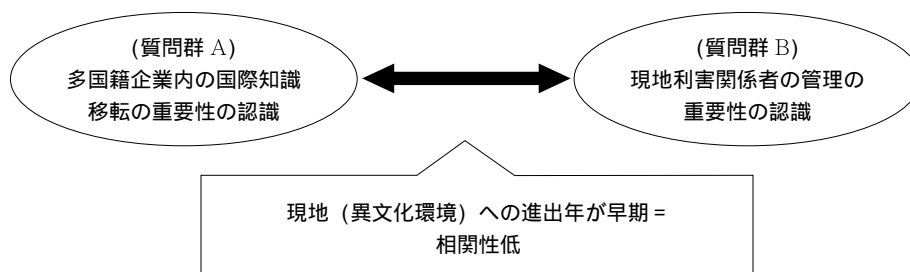 (質問群 A)
多国籍企業内の国際知識
移転の重要性の認識
(質問群 B)
現地利害関係者の管理の
重要性の認識
現地（異文化環境）への進出年が早期 =
相関性低